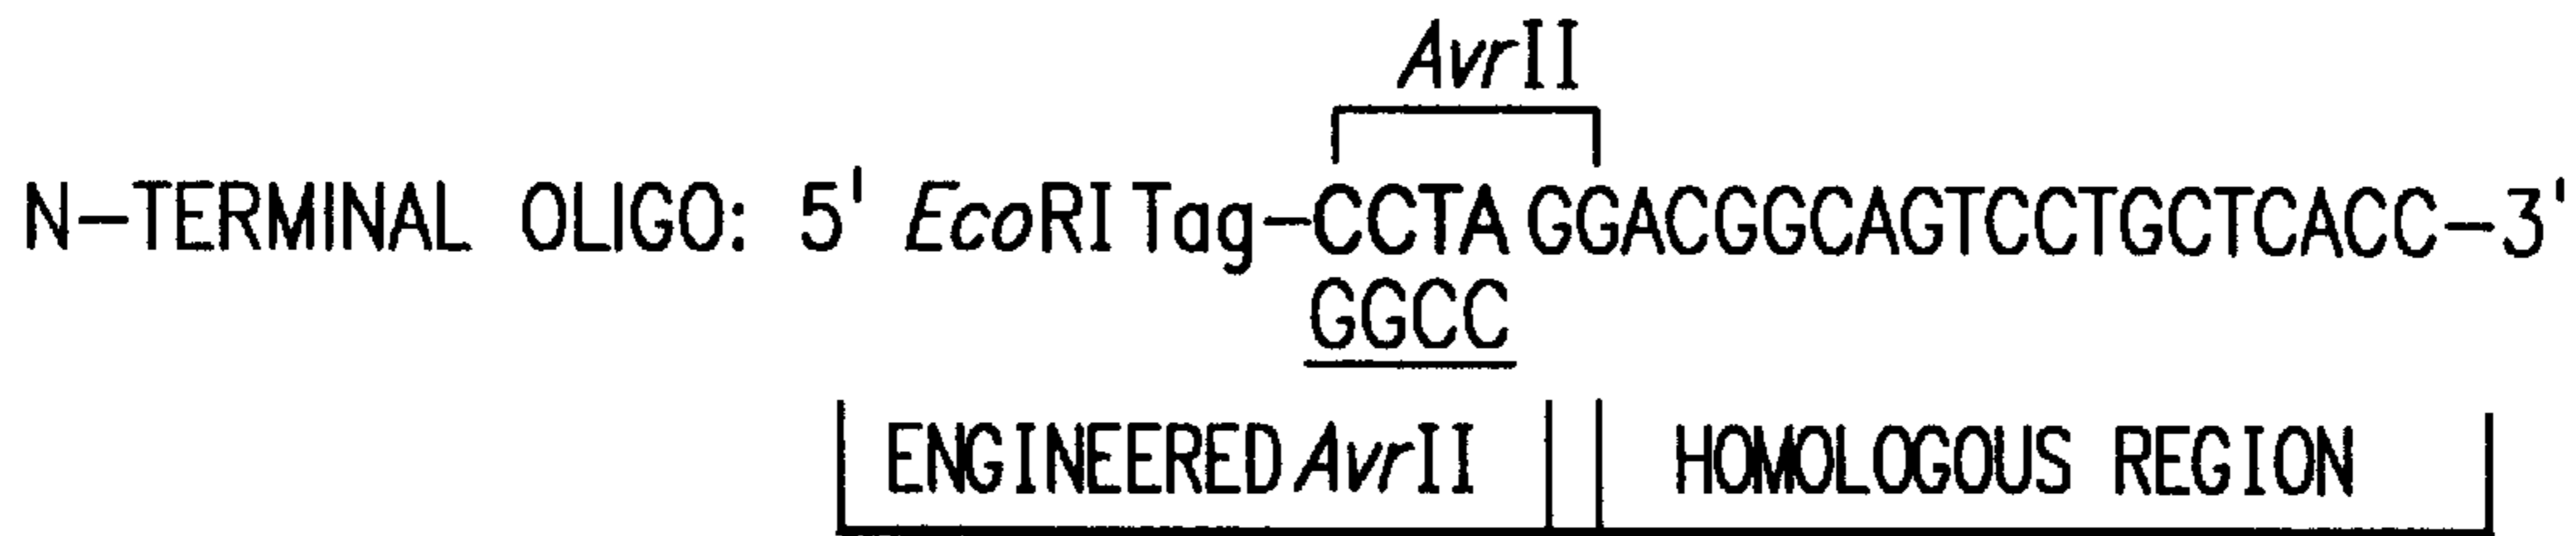 AvrII
N-TERMINAL OLIGO: 5' EcoRI Tag-CCTA GGACGGCAGTCCTGCTCACC-3'
GGCC
ENGINEERED AvrII HOMOLOGOUS REGION